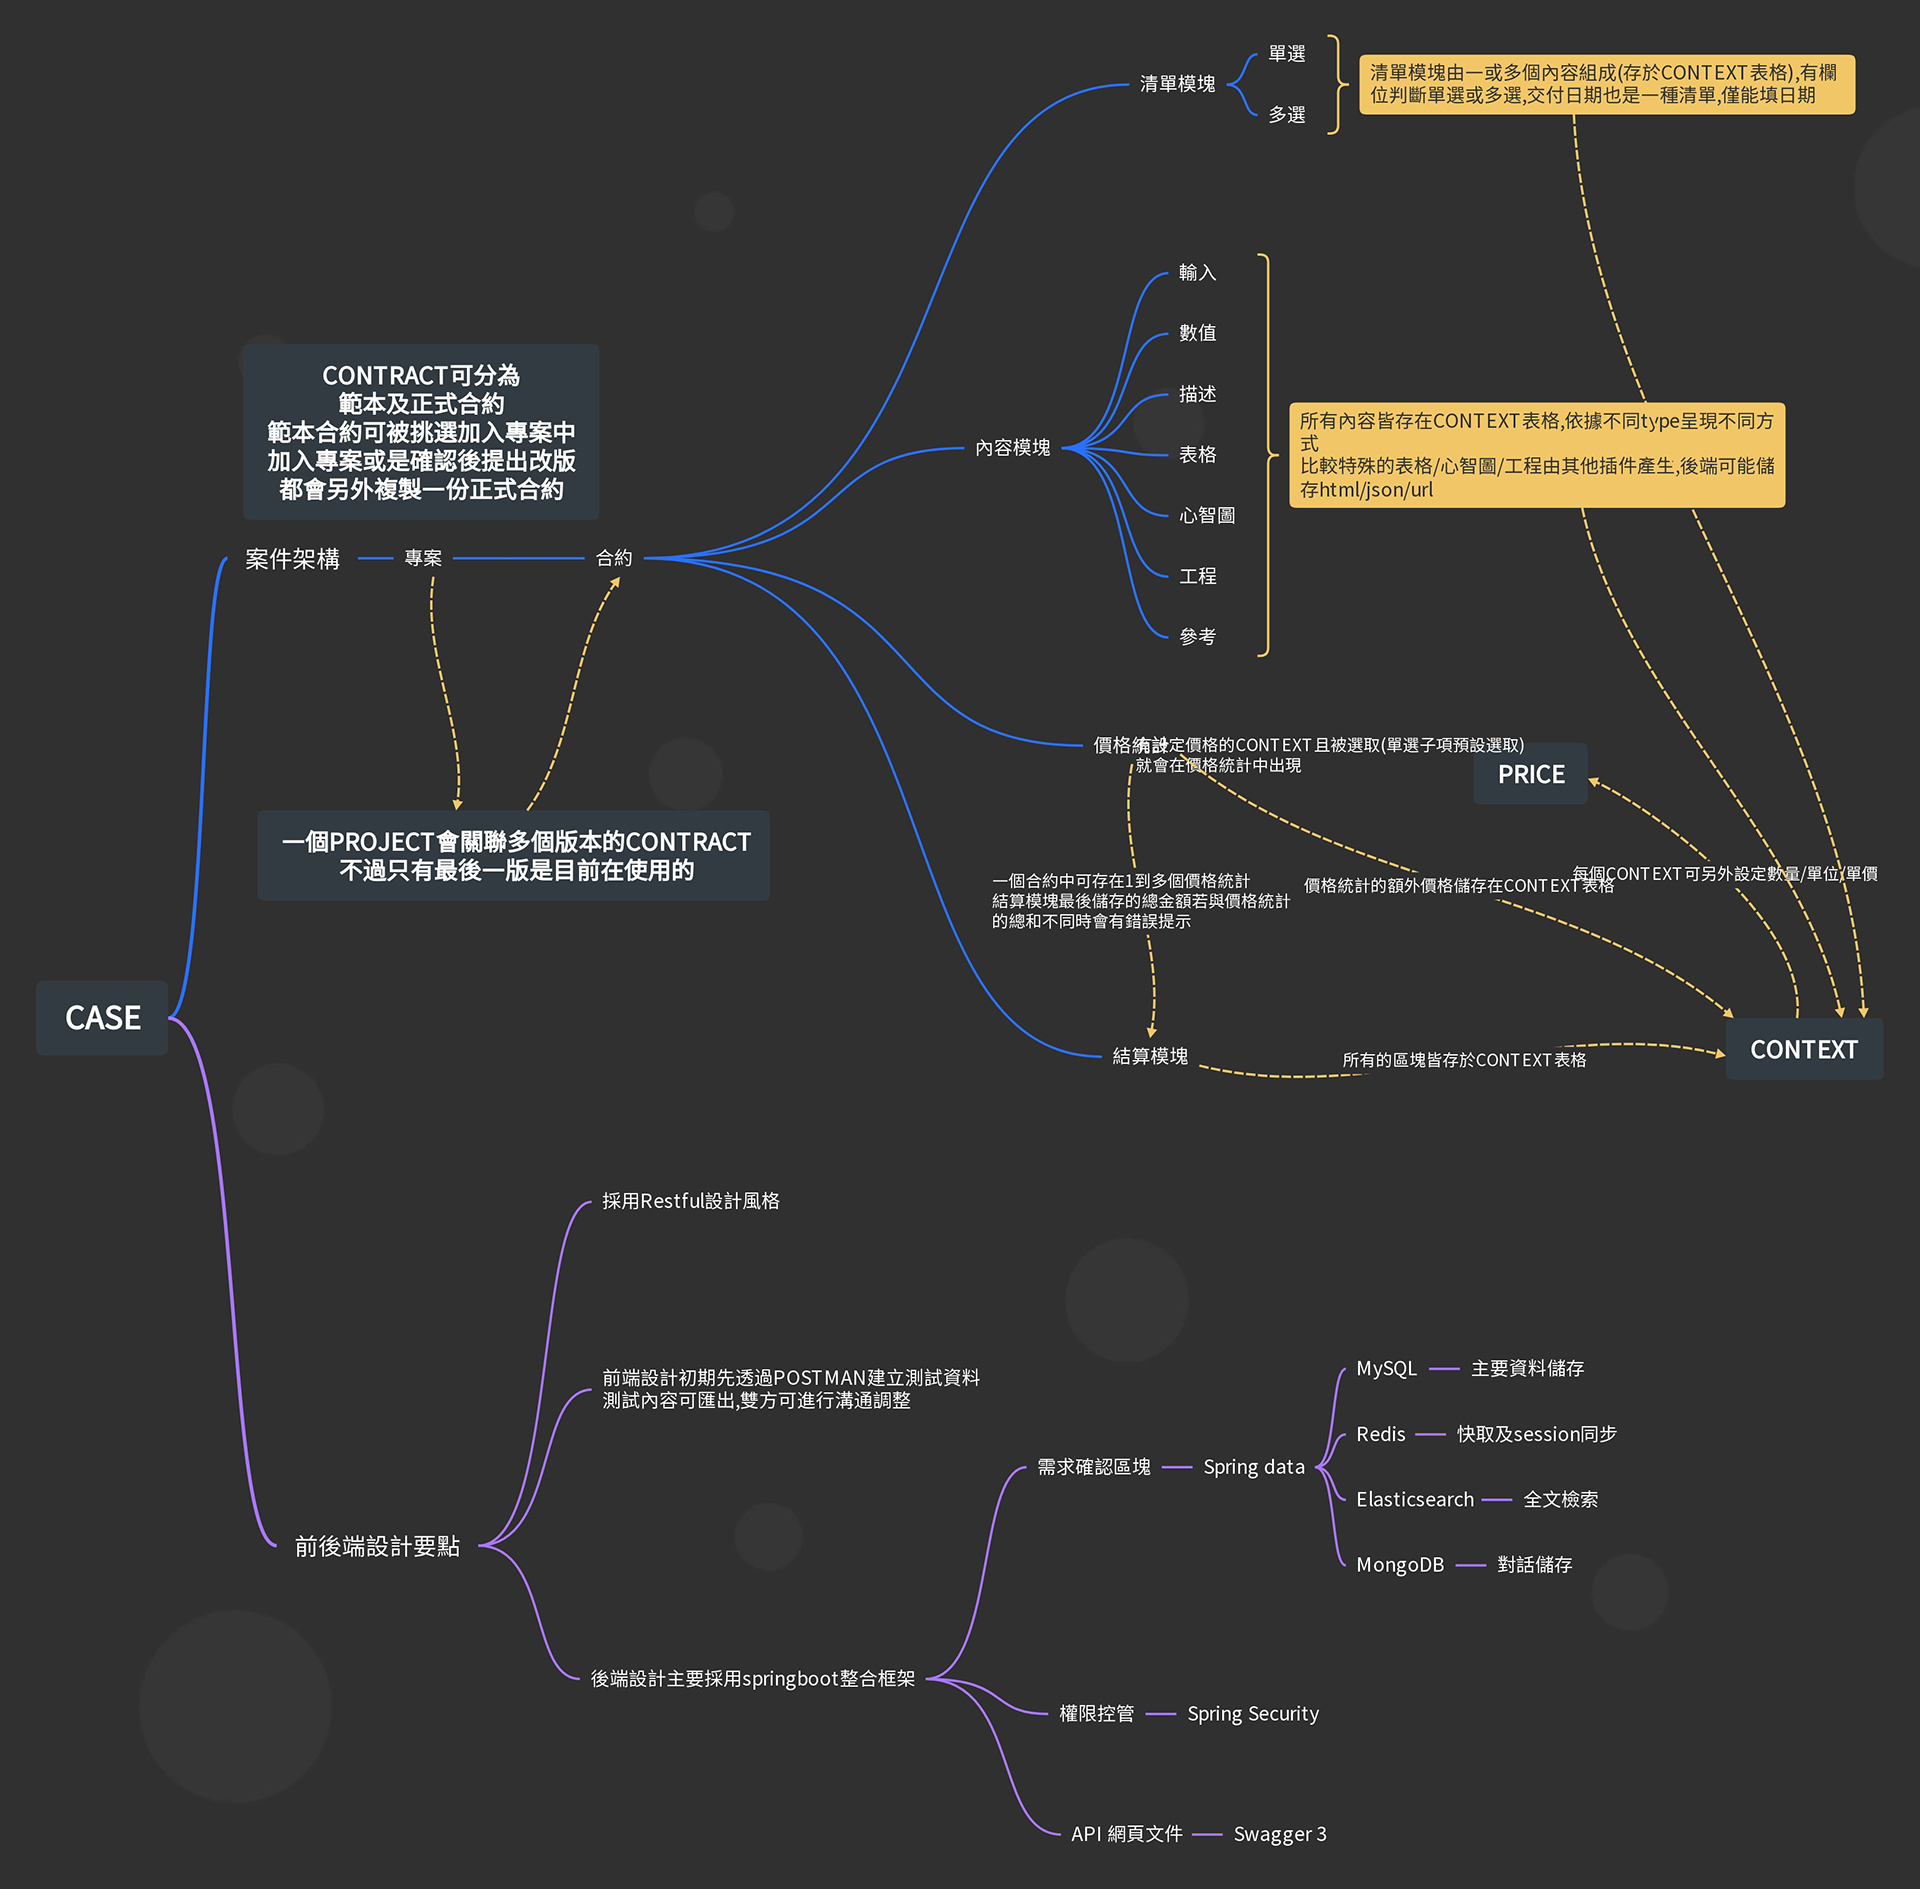 單選
清單模塊
多選
清單模塊由一或多個內容組成(存於CONTEXT表格),有欄
位判斷單選或多選,交付日期也是一種清單,僅能填日期
輸入
數值
描述
內容模塊
表格
心智圖
工程
參考
所有內容皆存在CONTEXT表格,依據不同type呈現不同方
式
比較特殊的表格/心智圖/工程由其他插件產生,後端可能儲
存html/json/url
CONTRACT可分為
範本及正式合約
範本合約可被挑選加入專案中
加入專案或是確認後提出改版
都會另外複製一份正式合約
案件架構
專案
合約
一個PROJECT會關聯多個版本的CONTRACT
不過只有最後一版是目前在使用的
價格統計
有設定價格的CONTEXT且被選取(單選子項預設選取)
就會在價格統計中出現
PRICE
一個合約中可存在1到多個價格統計
結算模塊最後儲存的總金額若與價格統計
的總和不同時會有錯誤提示
價格統計的額外價格儲存在CONTEXT表格
每個CONTEXT可另外設定數量/單位/單價
CASE
結算模塊
所有的區塊皆存於CONTEXT表格
CONTEXT
採用Restful設計風格
前端設計初期先透過POSTMAN建立測試資料
測試內容可匯出,雙方可進行溝通調整
前後端設計要點
後端設計主要採用springboot整合框架
需求確認區塊
Spring data
MySQL
主要資料儲存
Redis
快取及session同步
Elasticsearch
全文檢索
MongoDB
對話儲存
權限控管
Spring Security
API 網頁文件
Swagger 3